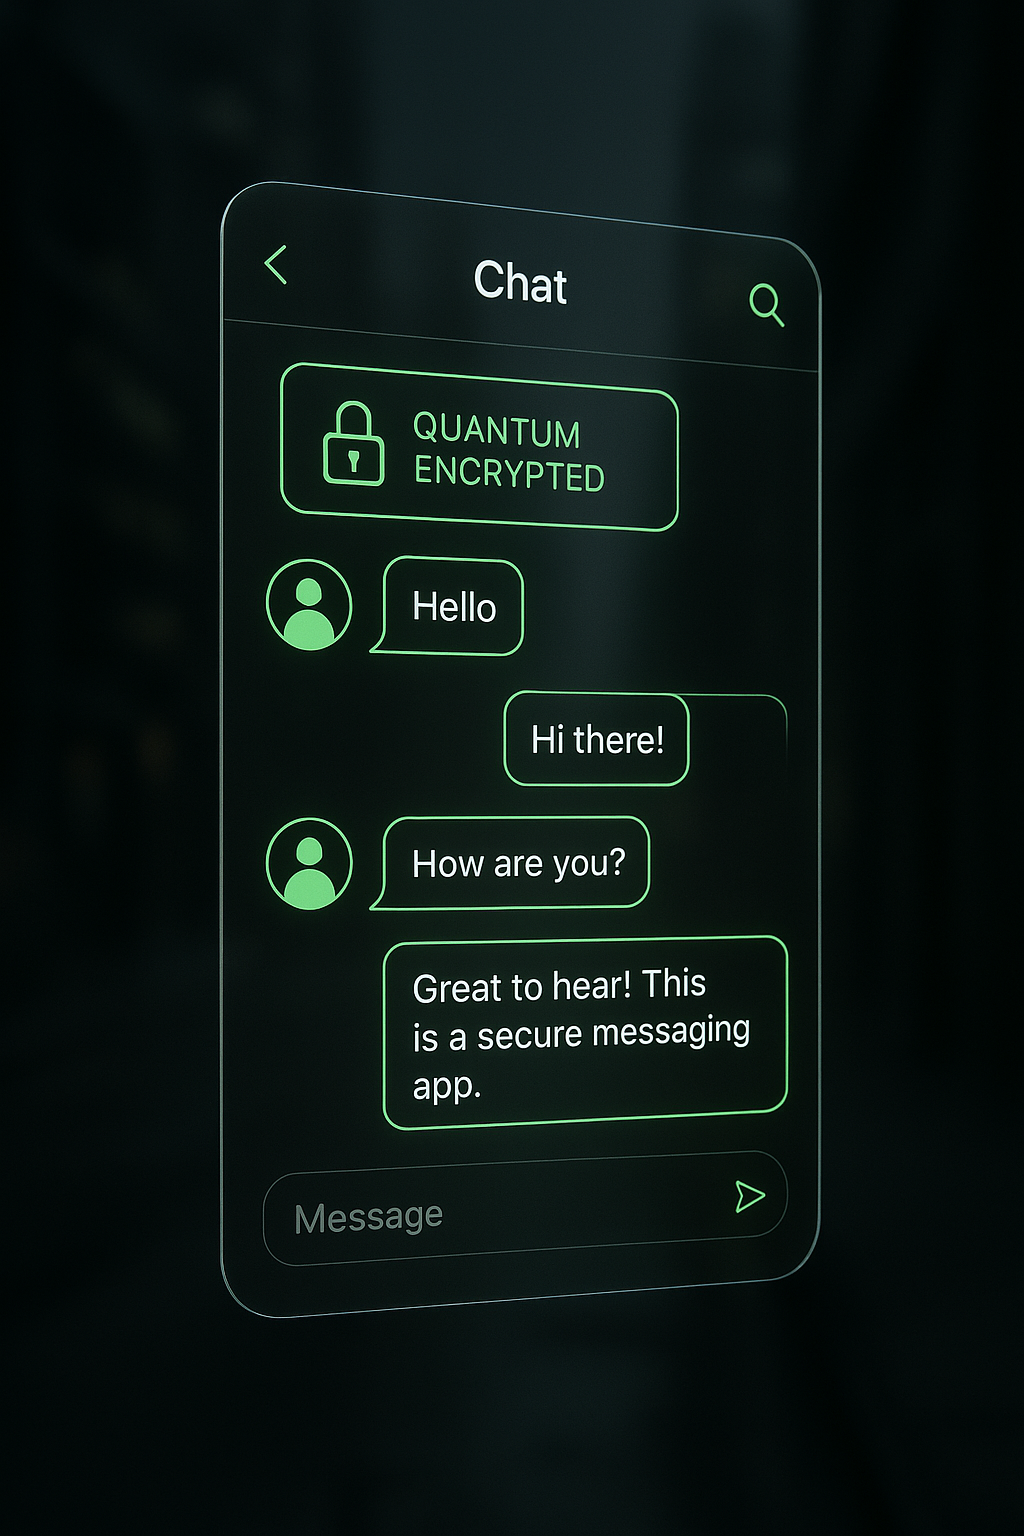 Chat
QUANTUM
ENCRYPTED
Hello
Hi there!
How are you?
Great to hear! This
is a secure messaging
app.
Message